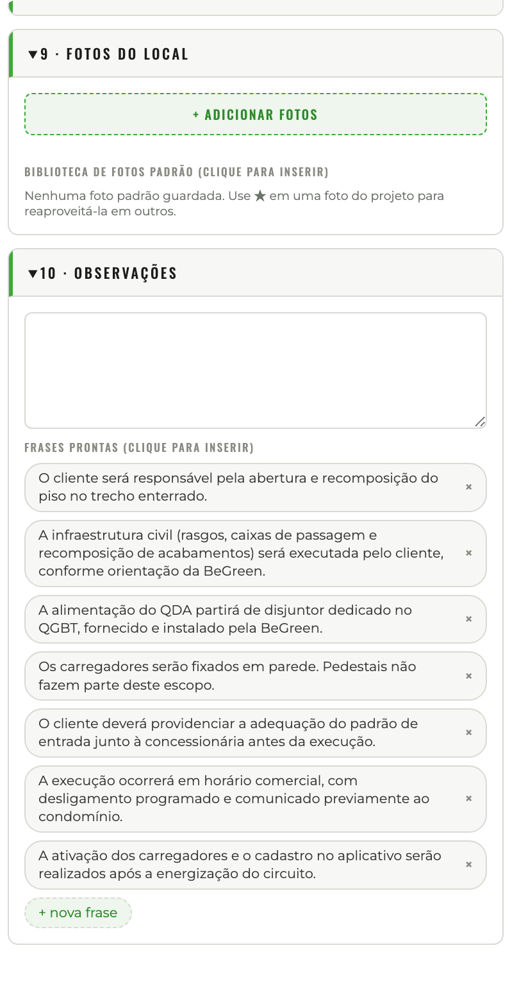 ▼9 · FOTOS DO LOCAL
+ ADICIONAR FOTOS
BIBLIOTECA DE FOTOS PADRÃO (CLIQUE PARA INSERIR)
Nenhuma foto padrão guardada. Use ★ em uma foto do projeto para
reaproveitá-la em outros.
▼10 · OBSERVAÇÕES
FRASES PRONTAS (CLIQUE PARA INSERIR)
O cliente será responsável pela abertura e recomposição do
piso no trecho enterrado.
×
A infraestrutura civil (rasgos, caixas de passagem e
recomposição de acabamentos) será executada pelo cliente,
conforme orientação da BeGreen.
×
A alimentação do QDA partirá de disjuntor dedicado no
QGBT, fornecido e instalado pela BeGreen.
×
Os carregadores serão fixados em parede. Pedestais não
fazem parte deste escopo.
×
O cliente deverá providenciar a adequação do padrão de
entrada junto à concessionária antes da execução.
×
A execução ocorrerá em horário comercial, com
desligamento programado e comunicado previamente ao
condomínio.
×
A ativação dos carregadores e o cadastro no aplicativo serão
realizados após a energização do circuito.
×
+ nova frase